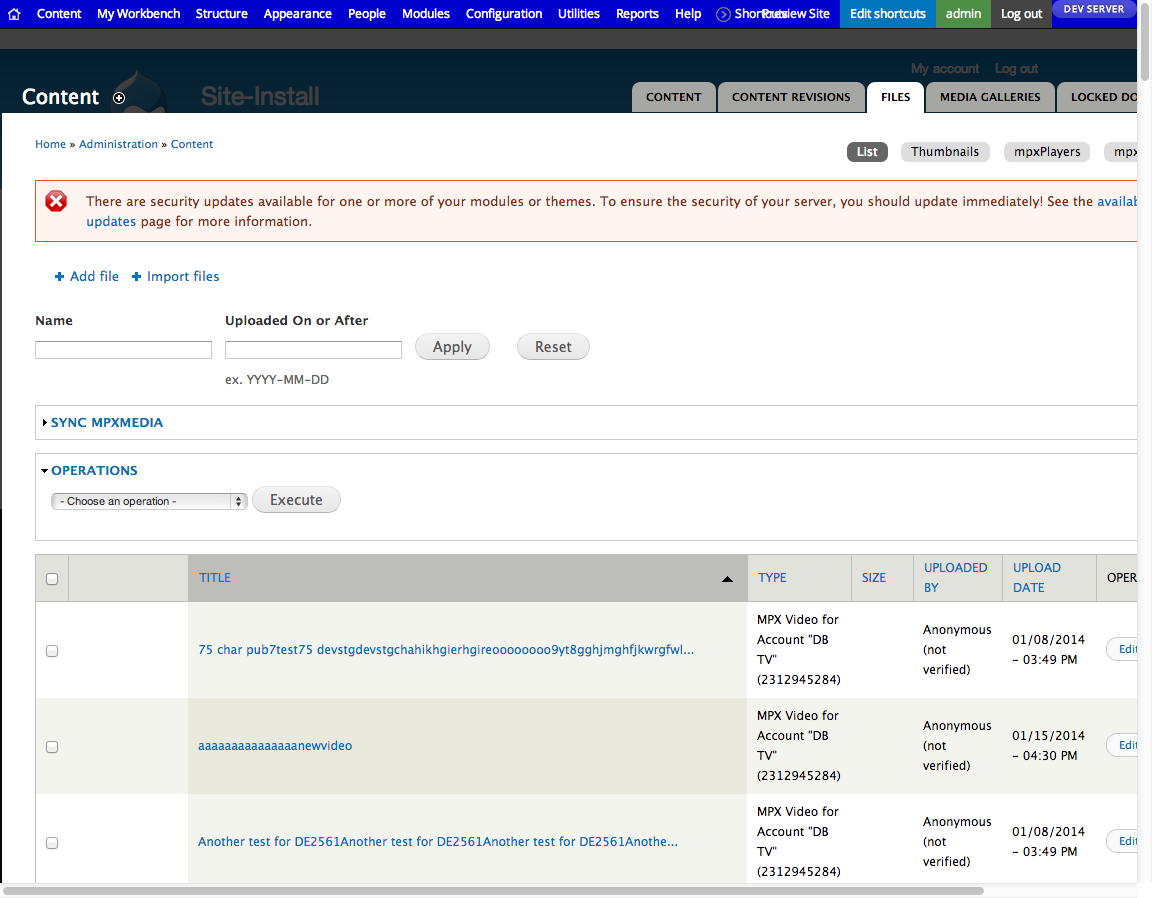 Content My Workbench Structure Appearance People Modules Configuration Utilities Reports Help Shortcuts Preview Site Edit shortcuts admin Log out DEV SERVER
My account Log out
Content Site-Install
CONTENT CONTENT REVISIONS FILES MEDIA GALLERIES LOCKED DO
Home » Administration » Content
List Thumbnails mpxPlayers mpx
There are security updates available for one or more of your modules or themes. To ensure the security of your server, you should update immediately! See the availab
updates page for more information.
Add file Import files
Name Uploaded On or After
Apply Reset
ex. YYYY-MM-DD
SYNC MPXMEDIA
OPERATIONS
- Choose an operation - Execute
TITLE TYPE SIZE UPLOADED BY UPLOAD DATE OPER
75 char pub7test75 devstgdevstgchahikhgierhgireoooooooo9yt8gghjmghfjkwrgfwl...
MPX Video for
Account "DB
TV"
(2312945284)
Anonymous
(not
verified)
01/08/2014
– 03:49 PM
Edit
aaaaaaaaaaaaaaanewvideo
MPX Video for
Account "DB
TV"
(2312945284)
Anonymous
(not
verified)
01/15/2014
– 04:30 PM
Edit
Another test for DE2561Another test for DE2561Another test for DE2561Anothe...
MPX Video for
Account "DB
TV"
(2312945284)
Anonymous
(not
verified)
01/08/2014
– 03:49 PM
Edit